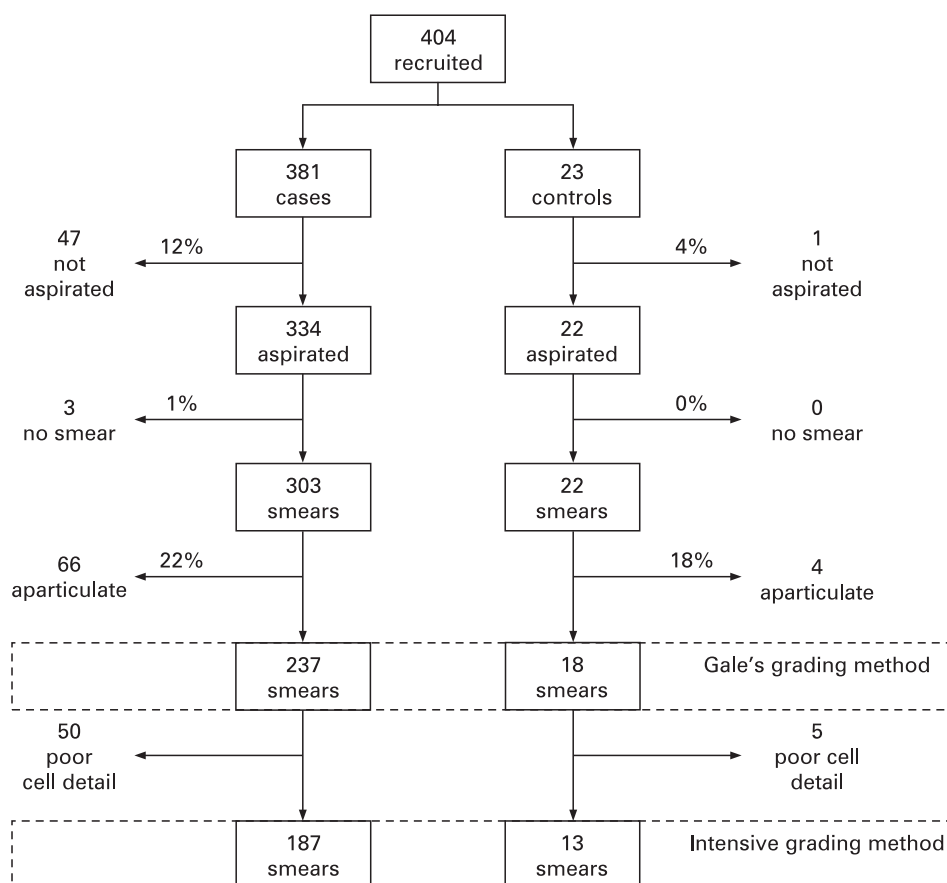 404
recruited
381
cases
23
controls
47
not
aspirated
12%
4%
1
not
aspirated
334
aspirated
22
aspirated
3
no smear
1%
0%
0
no smear
303
smears
22
smears
66
aparticulate
22%
18%
4
aparticulate
237
smears
18
smears
Gale's grading method
50
poor
cell detail
5
poor cell
detail
187
smears
13
smears
Intensive grading method